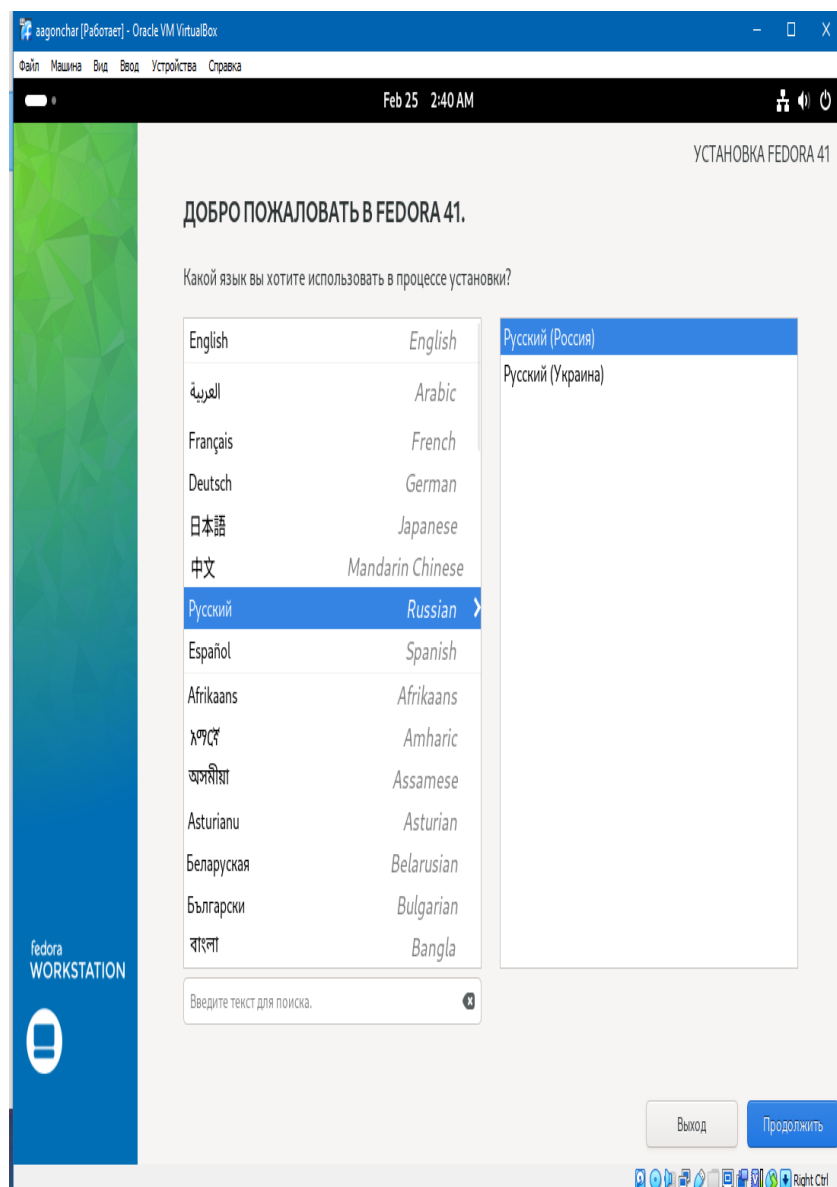 aagonchar [Работает] - Oracle VM VirtualBox
Файл Машина Вид Ввод Устройства Справка
Feb 25 2:40 AM
УСТАНОВКА FEDORA 41
ДОБРО ПОЖАЛОВАТЬ В FEDORA 41.
Какой язык вы хотите использовать в процессе установки?
English English
العربية Arabic
Français French
Deutsch German
日本語 Japanese
中文 Mandarin Chinese
Русский Russian
Español Spanish
Afrikaans Afrikaans
አማርኛ Amharic
অসমীয়া Assamese
Asturianu Asturian
Беларуская Belarusian
Български Bulgarian
বাংলা Bangla
Русский (Россия)
Русский (Украина)
Введите текст для поиска.
fedora
WORKSTATION
Выход Продолжить
Right Ctrl